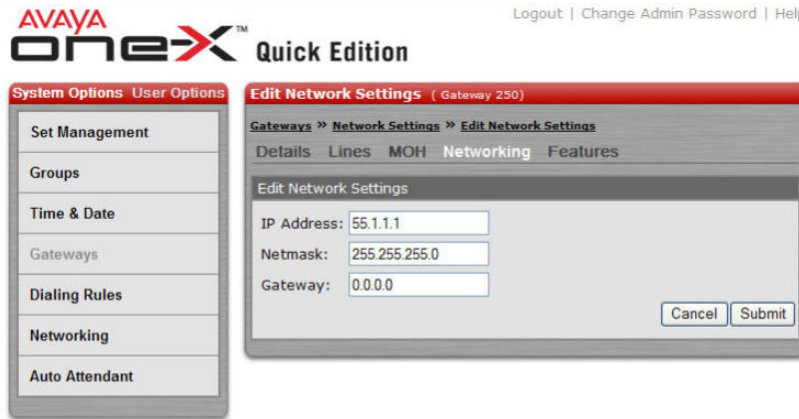 AVAYA
one-X™ Quick Edition
Logout | Change Admin Password | Help
System Options User Options
Set Management
Groups
Time & Date
Gateways
Dialing Rules
Networking
Auto Attendant
Edit Network Settings ( Gateway 250)
Gateways » Network Settings » Edit Network Settings
Details Lines MOH Networking Features
Edit Network Settings
IP Address: 55.1.1.1
Netmask: 255.255.255.0
Gateway: 0.0.0.0
Cancel Submit